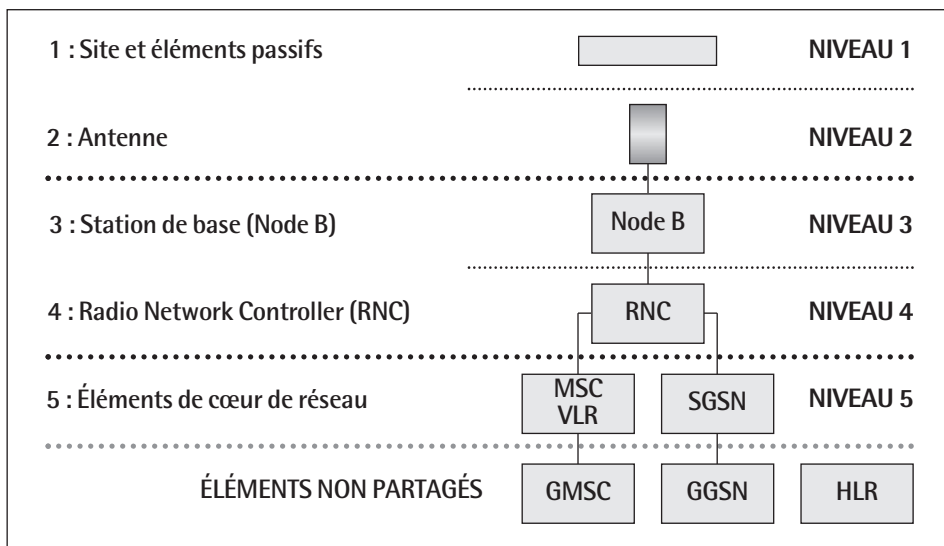 1 : Site et éléments passifs NIVEAU 1
2 : Antenne NIVEAU 2
3 : Station de base (Node B) Node B NIVEAU 3
4 : Radio Network Controller (RNC) RNC NIVEAU 4
5 : Éléments de cœur de réseau MSC VLR SGSN NIVEAU 5
ÉLÉMENTS NON PARTAGÉS GMSC GGSN HLR